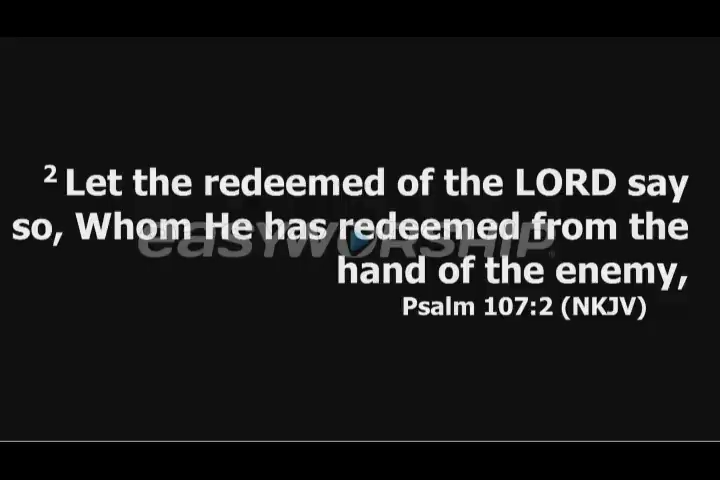 2 Let the redeemed of the LORD say
so, Whom He has redeemed from the
hand of the enemy,
Psalm 107:2 (NKJV)
easyworship